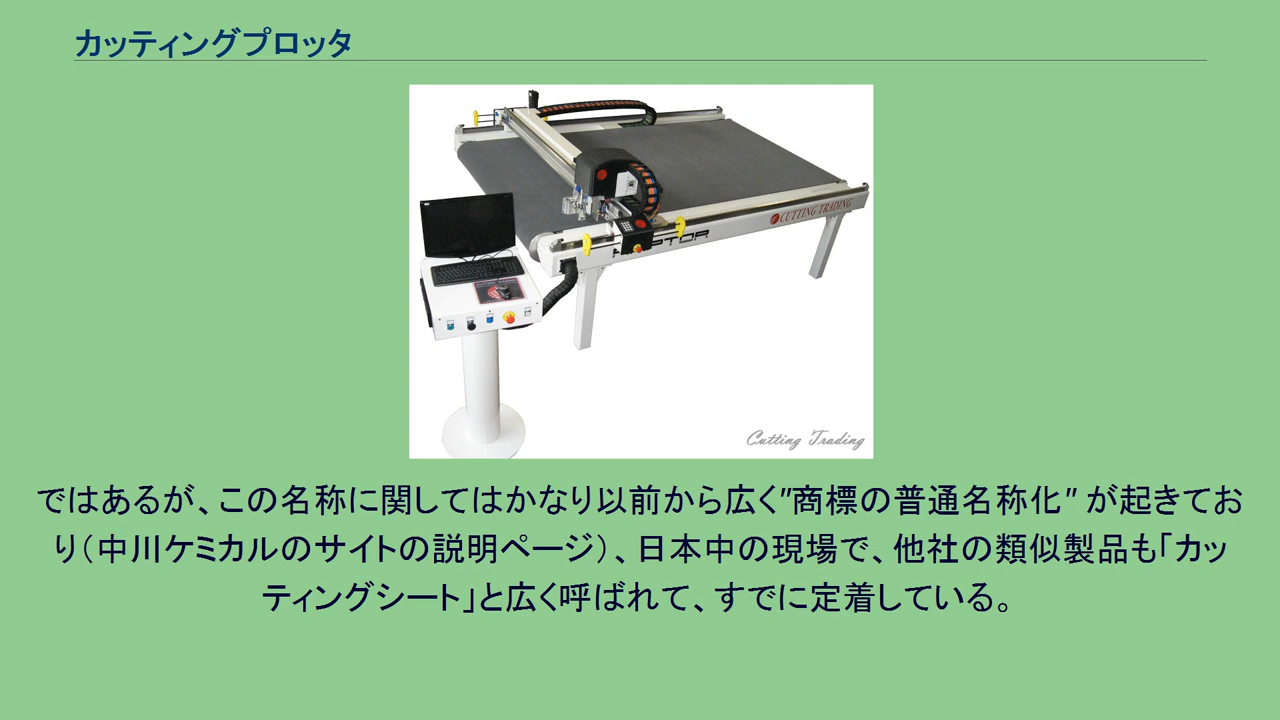 カッティングプロッタ
CUTTING TRADING
Cutting Trading
ではあるが、この名称に関してはかなり以前から広く"商標の普通名称化" が起きてお
り（中川ケミカルのサイトの説明ページ）、日本中の現場で、他社の類似製品も「カッ
ティングシート」と広く呼ばれて、すでに定着している。